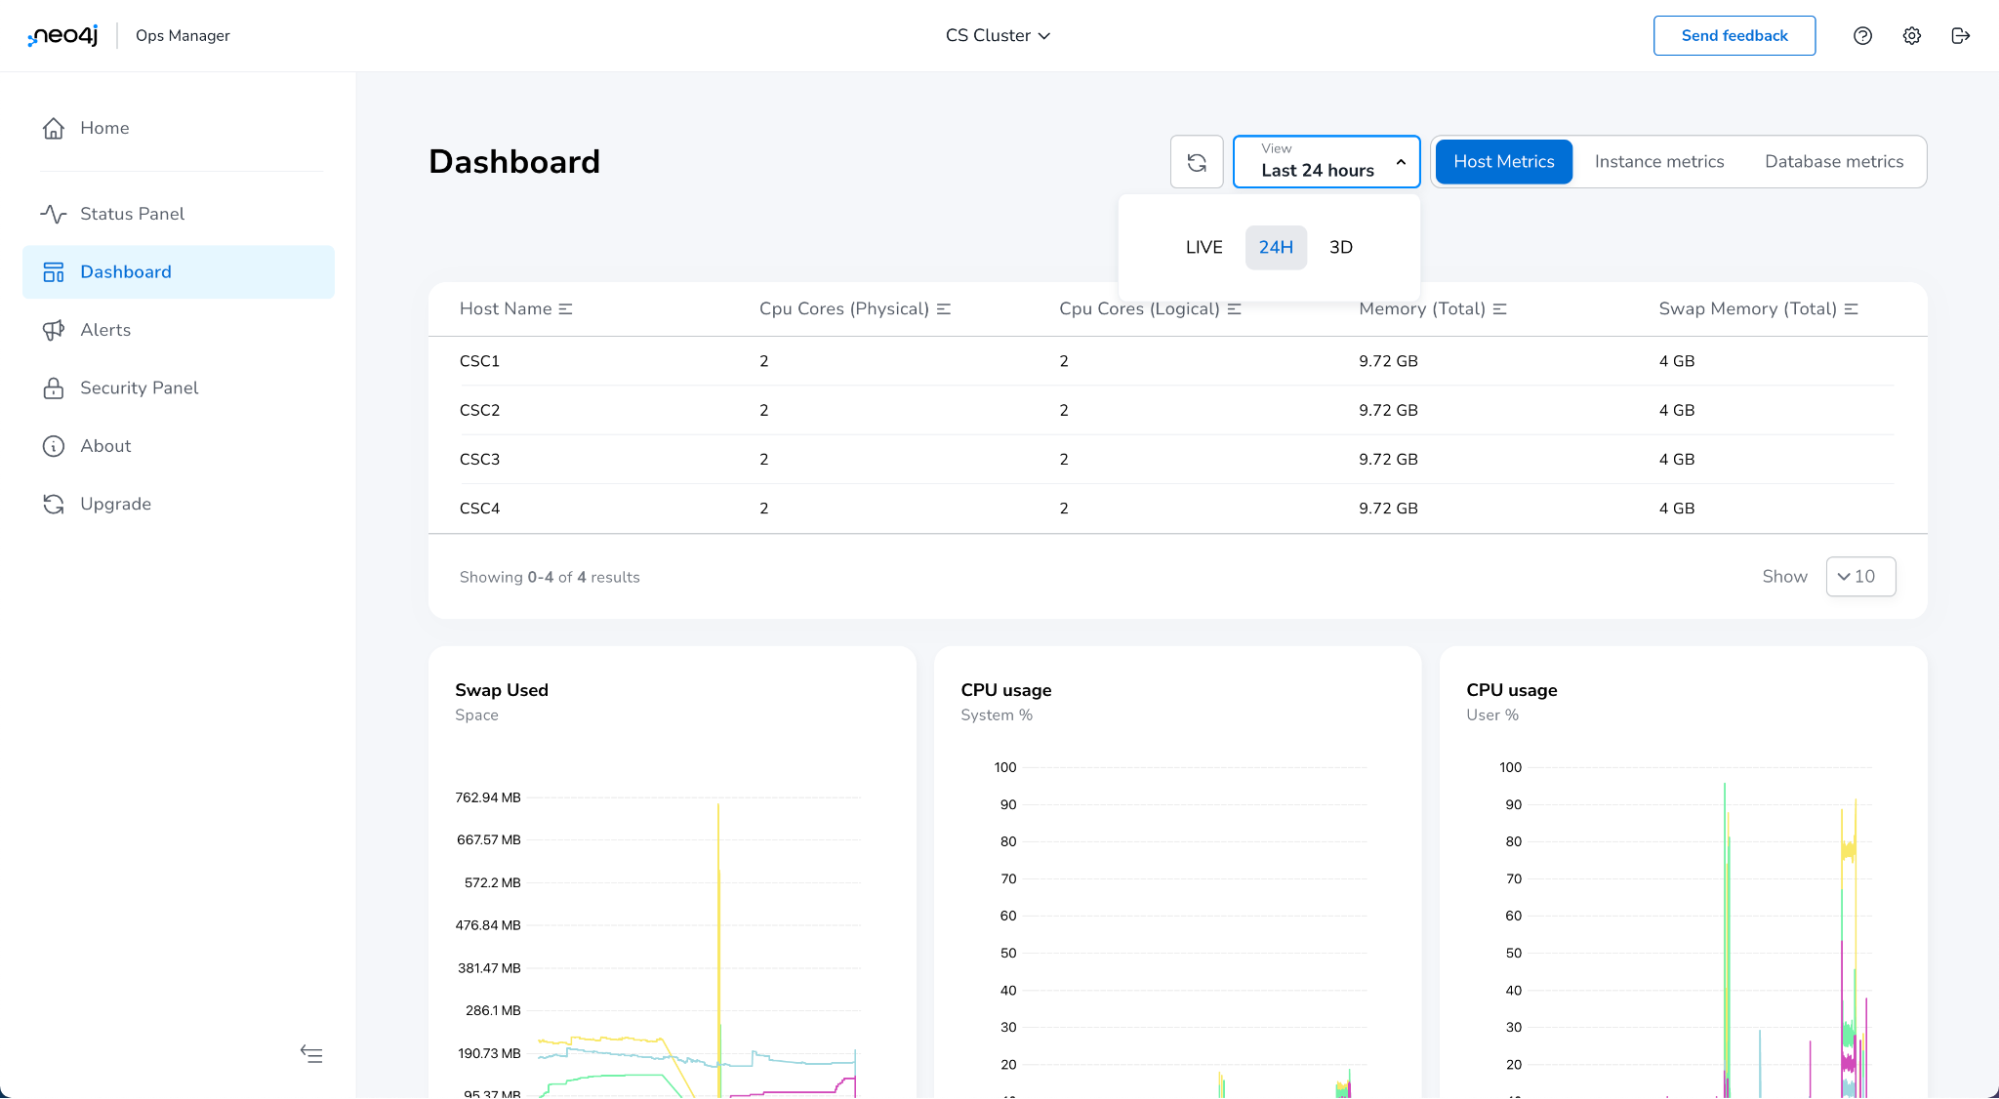 neo4j
Ops Manager
CS Cluster
Send feedback
Home
Status Panel
Dashboard
Alerts
Security Panel
About
Upgrade
Dashboard
View
Last 24 hours
Host Metrics
Instance metrics
Database metrics
LIVE
24H
3D
Host Name
Cpu Cores (Physical)
Cpu Cores (Logical)
Memory (Total)
Swap Memory (Total)
CSC1 2 2 9.72 GB 4 GB
CSC2 2 2 9.72 GB 4 GB
CSC3 2 2 9.72 GB 4 GB
CSC4 2 2 9.72 GB 4 GB
Showing 0-4 of 4 results
Show
10
Swap Used
Space
762.94 MB
667.57 MB
572.2 MB
476.84 MB
381.47 MB
286.1 MB
190.73 MB
95.37 MB
CPU usage
System %
100
90
80
70
60
50
40
30
20
CPU usage
User %
100
90
80
70
60
50
40
30
20